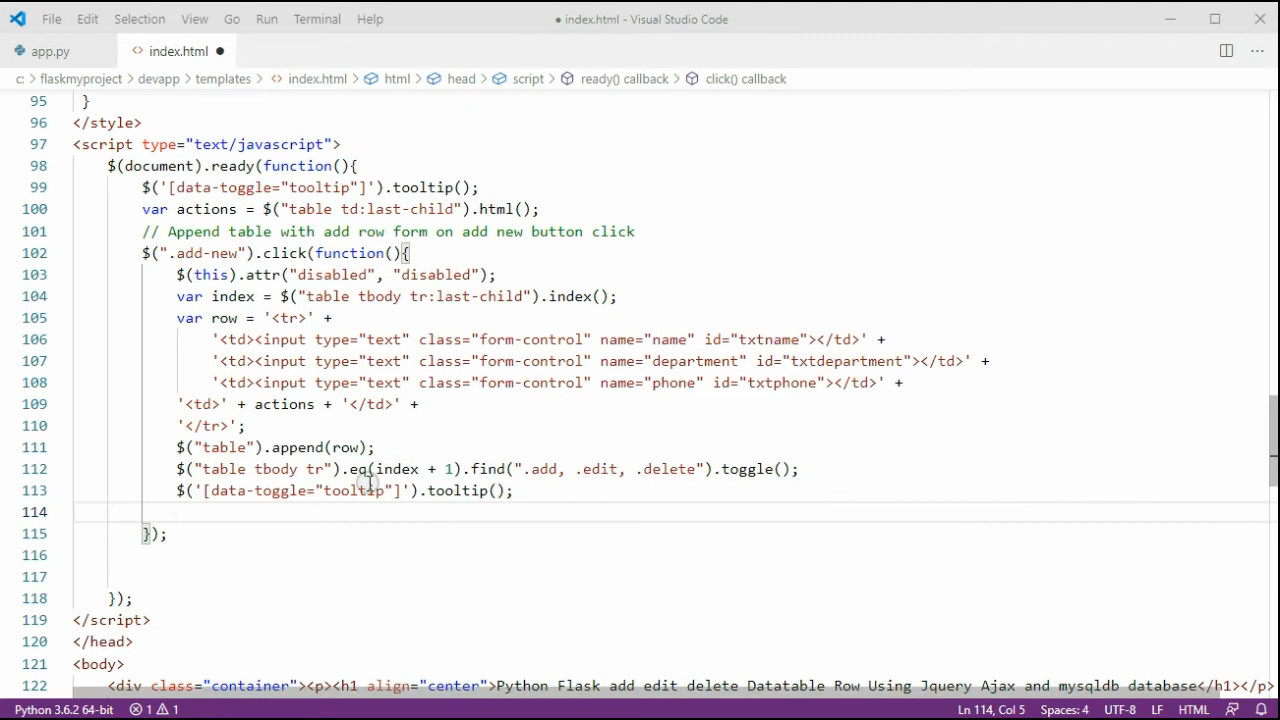 File Edit Selection View Go Run Terminal Help ● index.html - Visual Studio Code
app.py <> index.html ●
c: > flaskmyproject > devapp > templates > <> index.html > html > head > script > ready() callback > click() callback
95 }
96 </style>
97 <script type="text/javascript">
98 $(document).ready(function(){
99 $('[data-toggle="tooltip"]').tooltip();
100 var actions = $("table td:last-child").html();
101 // Append table with add row form on add new button click
102 $(".add-new").click(function(){
103 $(this).attr("disabled", "disabled");
104 var index = $("table tbody tr:last-child").index();
105 var row = '<tr>' +
106 '<td><input type="text" class="form-control" name="name" id="txtname"></td>' +
107 '<td><input type="text" class="form-control" name="department" id="txtdepartment"></td>' +
108 '<td><input type="text" class="form-control" name="phone" id="txtphone"></td>' +
109 '<td>' + actions + '</td>' +
110 '</tr>';
111 $("table").append(row);
112 $("table tbody tr").eq(index + 1).find(".add, .edit, .delete").toggle();
113 $('[data-toggle="tooltip"]').tooltip();
114
115 });
116
117
118 });
119 </script>
120 </head>
121 <body>
122 <div class="container"><p><h1 align="center">Python Flask add edit delete Datatable Row Using Jquery Ajax and mysqldb database</h1></p>
Python 3.6.2 64-bit 1 1 Ln 114, Col 5 Spaces: 4 UTF-8 LF HTML